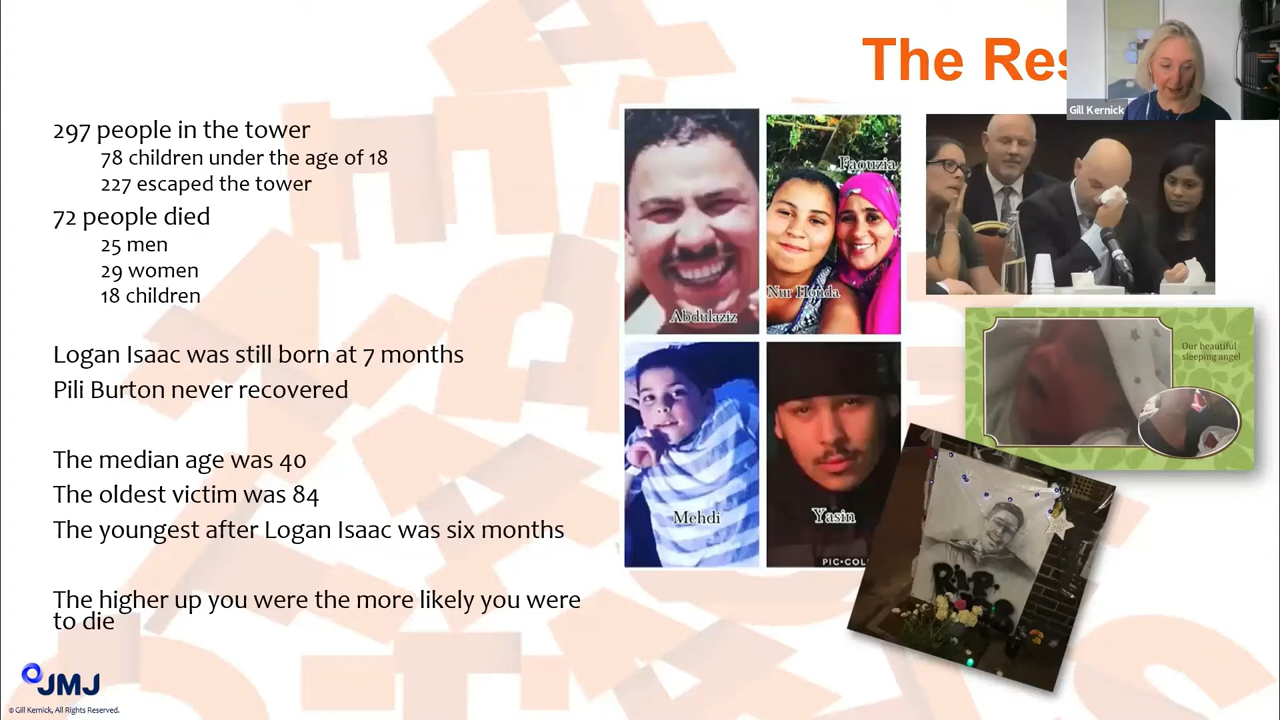 The Res
Gill Kernick
297 people in the tower
78 children under the age of 18
227 escaped the tower
72 people died
25 men
29 women
18 children
Logan Isaac was still born at 7 months
Pili Burton never recovered
The median age was 40
The oldest victim was 84
The youngest after Logan Isaac was six months
The higher up you were the more likely you were
to die
Abdulaziz
Faouzia
Nur Houda
Mehdi
Yasin
PIC•COL
Our beautiful
sleeping angel
R.I.P.
JMJ
© Gill Kernick, All Rights Reserved.